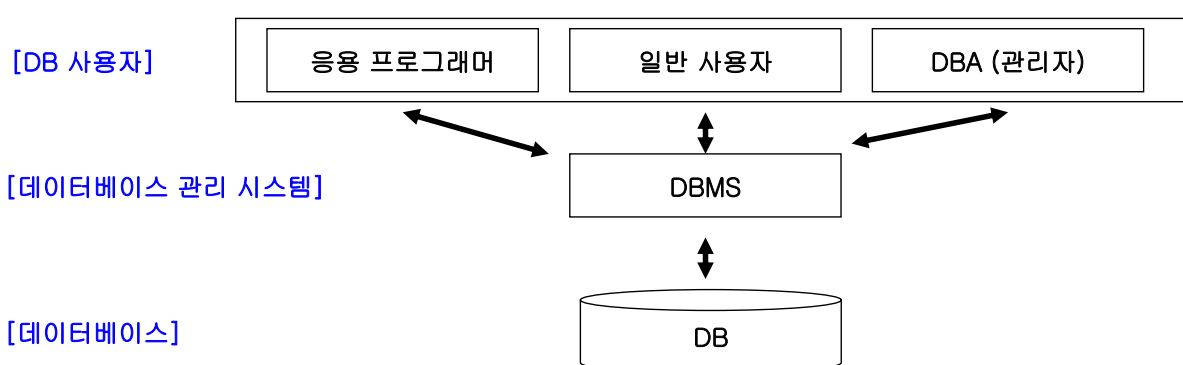 [DB 사용자]
응용 프로그래머
일반 사용자
DBA (관리자)
[데이터베이스 관리 시스템]
DBMS
[데이터베이스]
DB